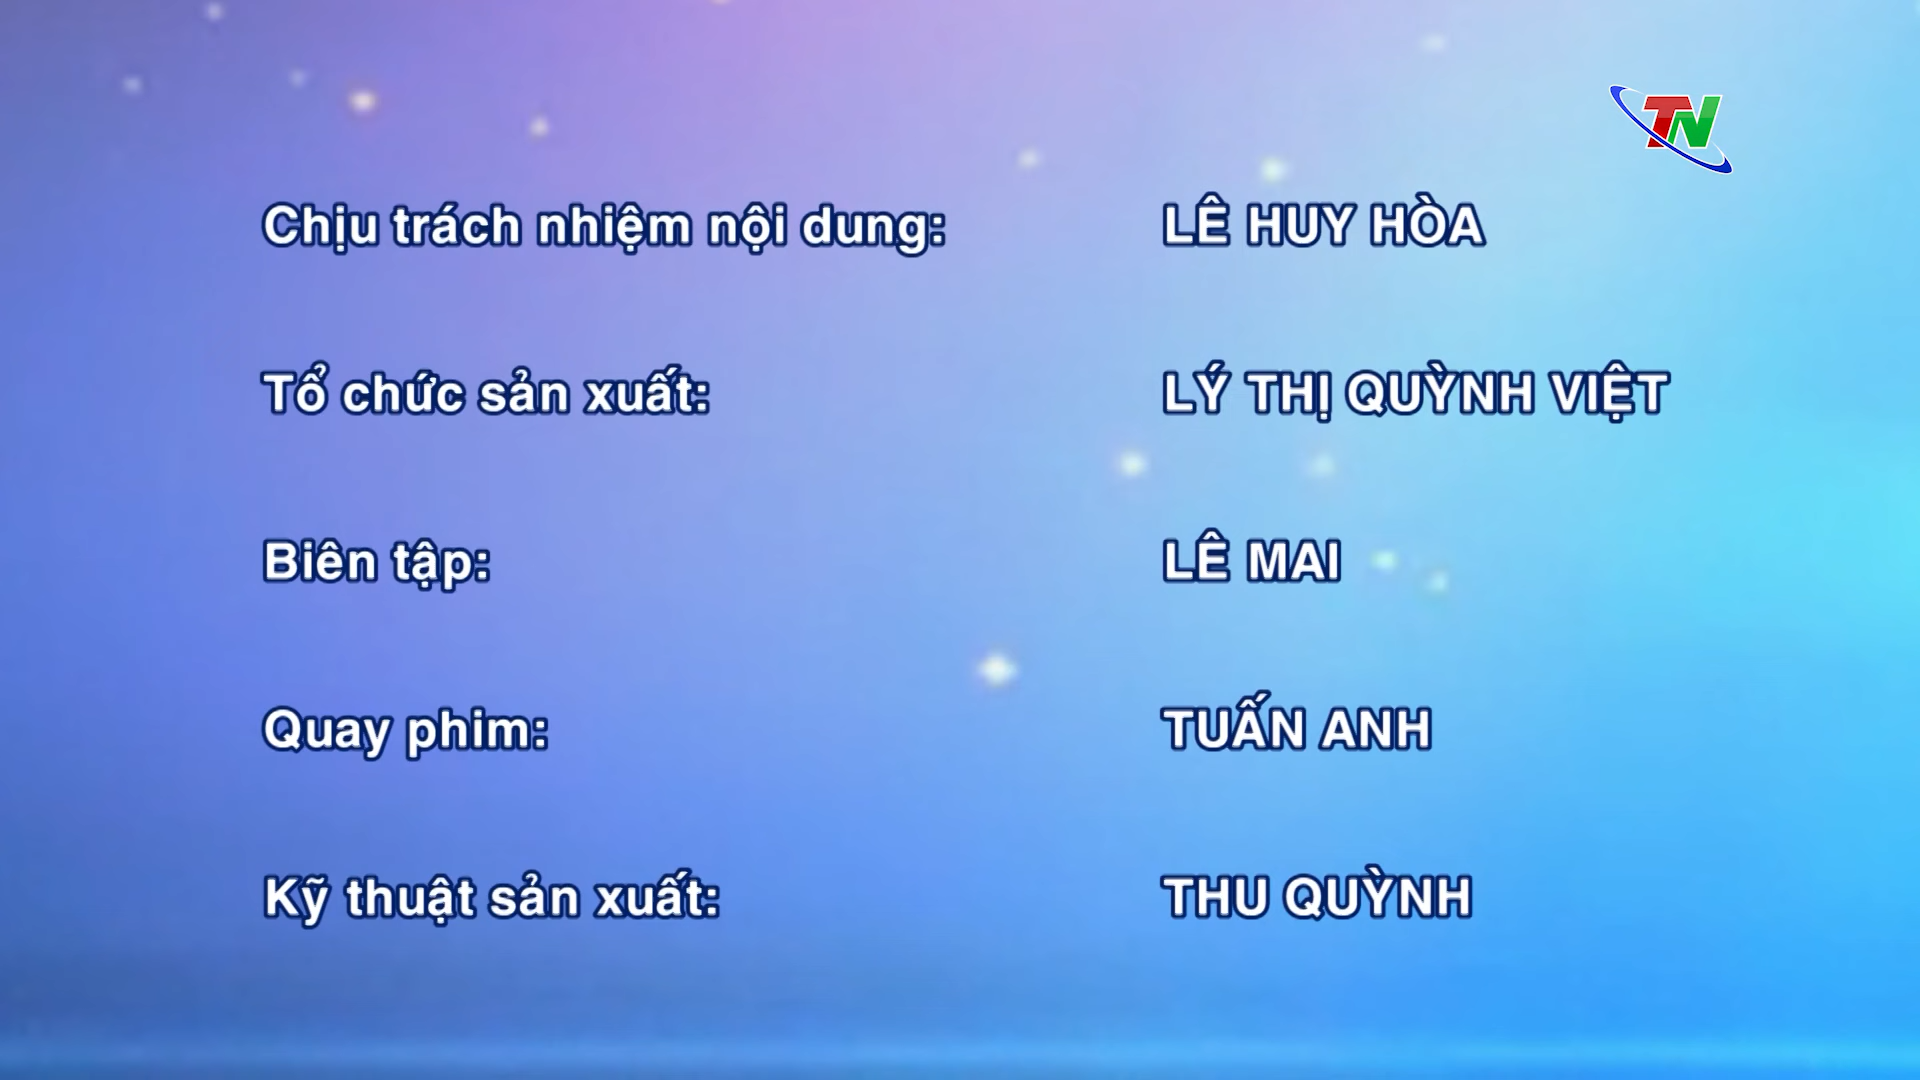 TN
Chịu trách nhiệm nội dung: LÊ HUY HÒA
Tổ chức sản xuất: LÝ THỊ QUỲNH VIỆT
Biên tập: LÊ MAI
Quay phim: TUẤN ANH
Kỹ thuật sản xuất: THU QUỲNH